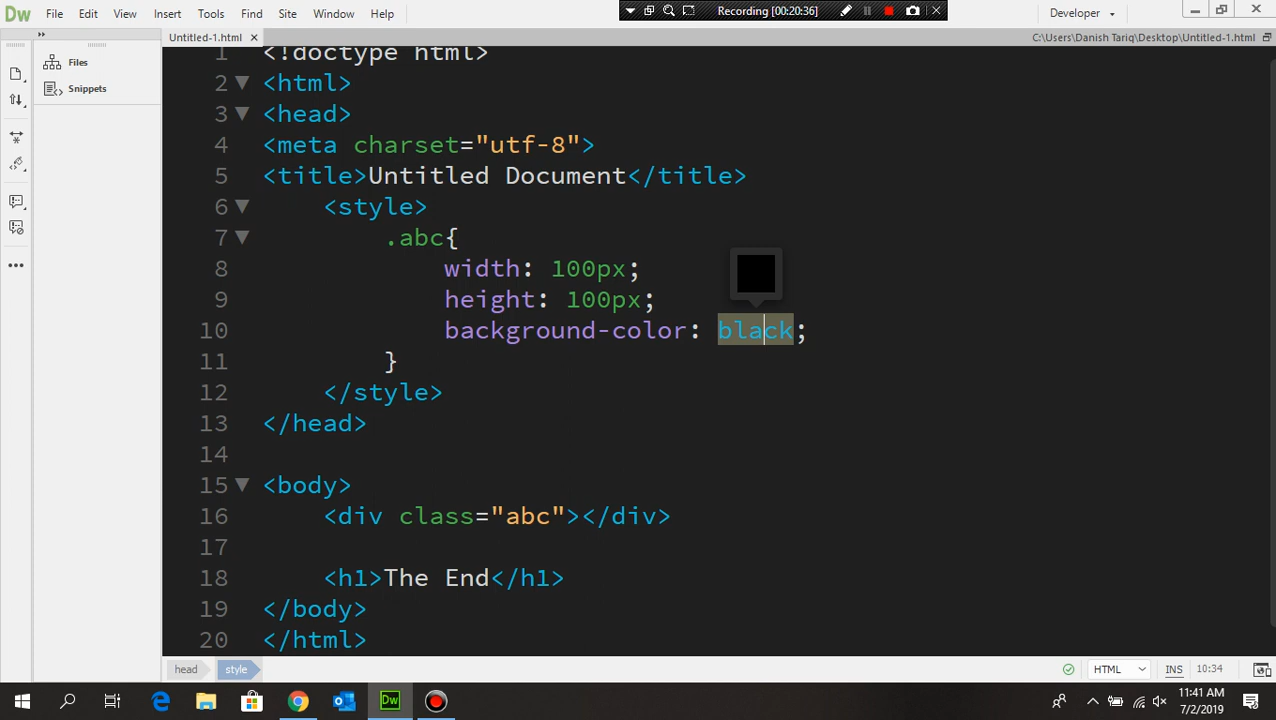 Dw File Edit View Insert Tools Find Site Window Help Recording [00:20:36] Developer
Untitled-1.html C:\Users\Danish Tariq\Desktop\Untitled-1.html
Files
Snippets
1 <!doctype html>
2 <html>
3 <head>
4 <meta charset="utf-8">
5 <title>Untitled Document</title>
6 <style>
7 .abc{
8 width: 100px;
9 height: 100px;
10 background-color: black;
11 }
12 </style>
13 </head>
14
15 <body>
16 <div class="abc"></div>
17
18 <h1>The End</h1>
19 </body>
20 </html>
head style HTML INS 10:34
Dw 11:41 AM
7/2/2019